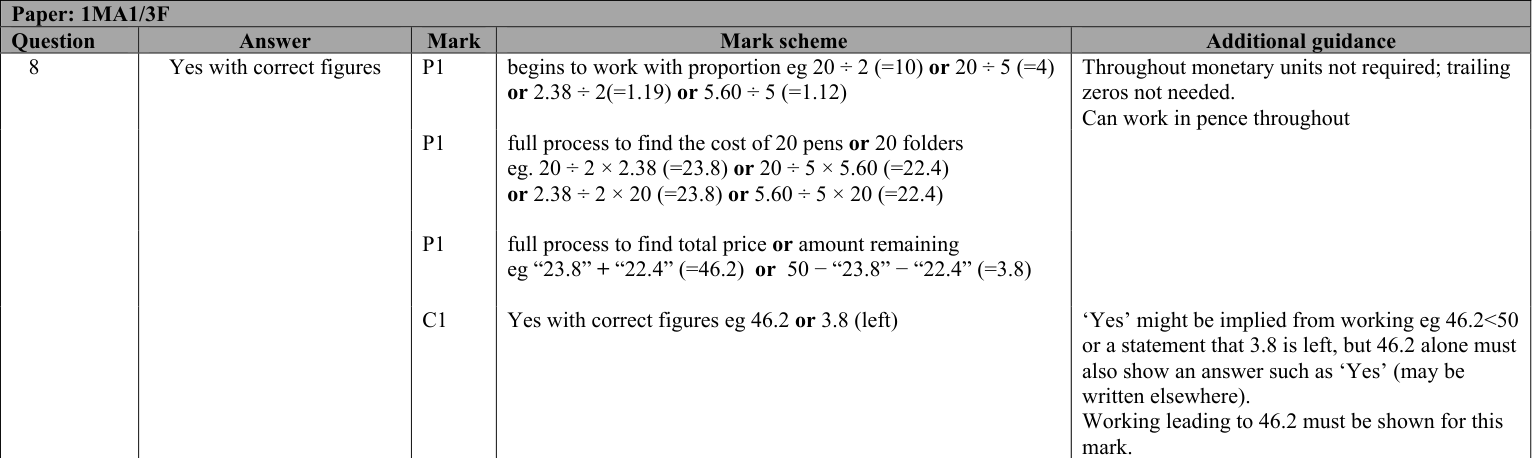 Paper: 1MA1/3F
Question Answer Mark Mark scheme Additional guidance
8 Yes with correct figures P1 begins to work with proportion eg 20 ÷ 2 (=10) or 20 ÷ 5 (=4) Throughout monetary units not required; trailing
or 2.38 ÷ 2(=1.19) or 5.60 ÷ 5 (=1.12) zeros not needed.
Can work in pence throughout
P1 full process to find the cost of 20 pens or 20 folders
eg. 20 ÷ 2 × 2.38 (=23.8) or 20 ÷ 5 × 5.60 (=22.4)
or 2.38 ÷ 2 × 20 (=23.8) or 5.60 ÷ 5 × 20 (=22.4)
P1 full process to find total price or amount remaining
eg “23.8” + “22.4” (=46.2) or 50 − “23.8” − “22.4” (=3.8)
C1 Yes with correct figures eg 46.2 or 3.8 (left) ‘Yes’ might be implied from working eg 46.2<50
or a statement that 3.8 is left, but 46.2 alone must
also show an answer such as ‘Yes’ (may be
written elsewhere).
Working leading to 46.2 must be shown for this
mark.